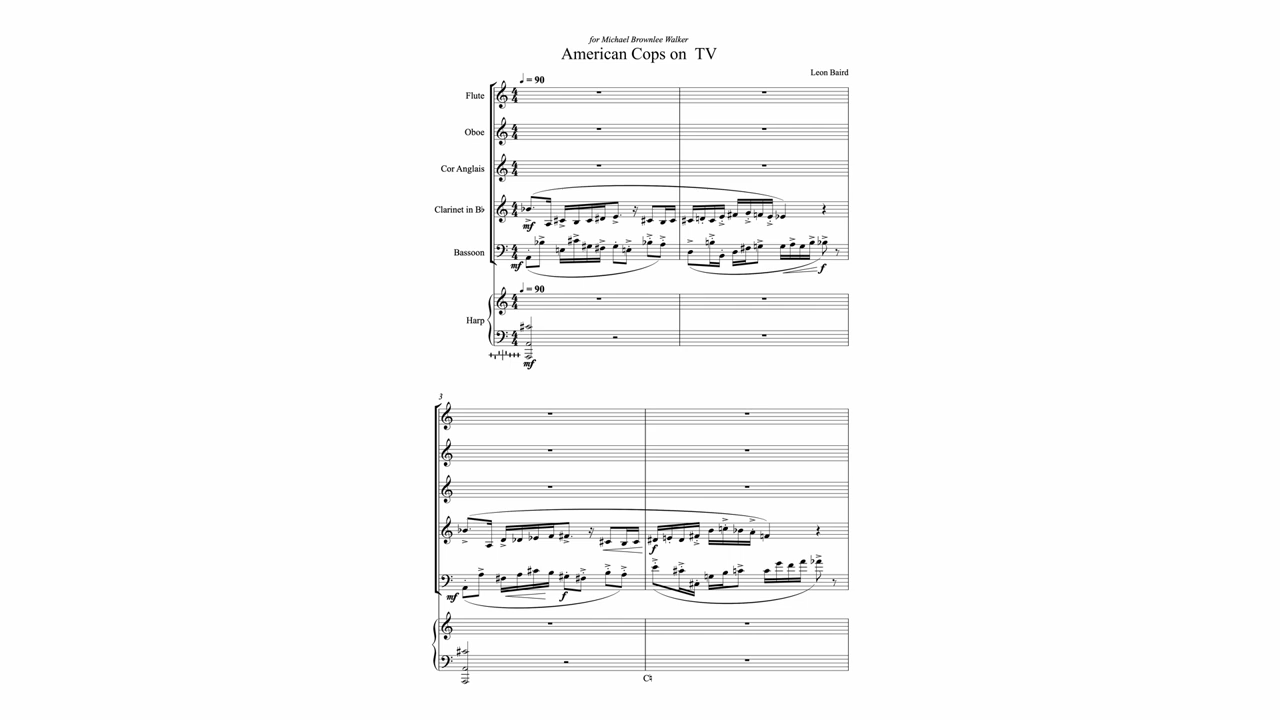 for Michael Brownlee Walker
American Cops on TV
Leon Baird
♩ = 90
Flute
Oboe
Cor Anglais
Clarinet in B♭
mf
Bassoon
mf
f
♩ = 90
Harp
mf
3
f
mf
f
C♮